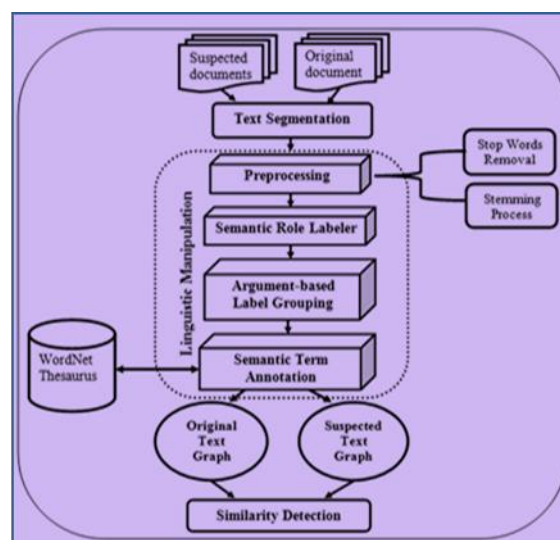 Suspected
documents
Original
document
Text Segmentation
Preprocessing
Stop Words
Removal
Stemming
Process
Semantic Role Labeler
Linguistic Manipulation
Argument-based
Label Grouping
WordNet
Thesaurus
Semantic Term
Annotation
Original
Text
Graph
Suspected
Text
Graph
Similarity Detection